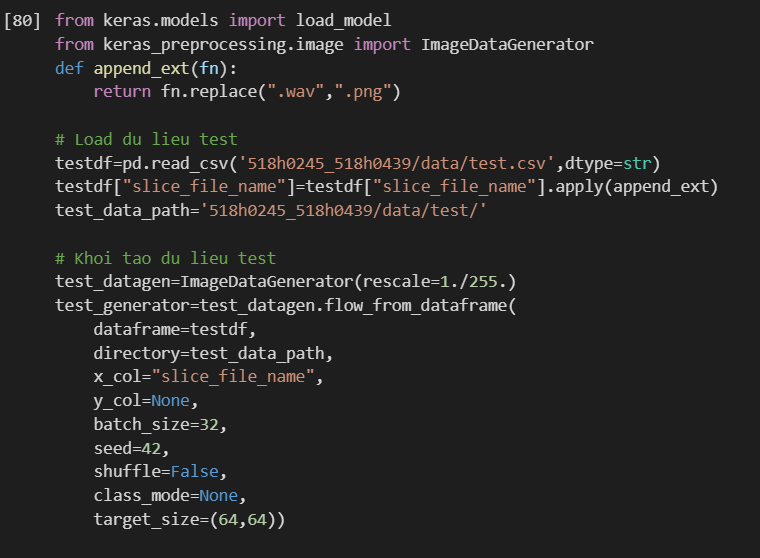 [80] from keras.models import load_model
from keras_preprocessing.image import ImageDataGenerator
def append_ext(fn):
    return fn.replace(".wav",".png")
# Load du lieu test
testdf=pd.read_csv('518h0245_518h0439/data/test.csv',dtype=str)
testdf["slice_file_name"]=testdf["slice_file_name"].apply(append_ext)
test_data_path='518h0245_518h0439/data/test/'
# Khoi tao du lieu test
test_datagen=ImageDataGenerator(rescale=1./255.)
test_generator=test_datagen.flow_from_dataframe(
    dataframe=testdf,
    directory=test_data_path,
    x_col="slice_file_name",
    y_col=None,
    batch_size=32,
    seed=42,
    shuffle=False,
    class_mode=None,
    target_size=(64,64))